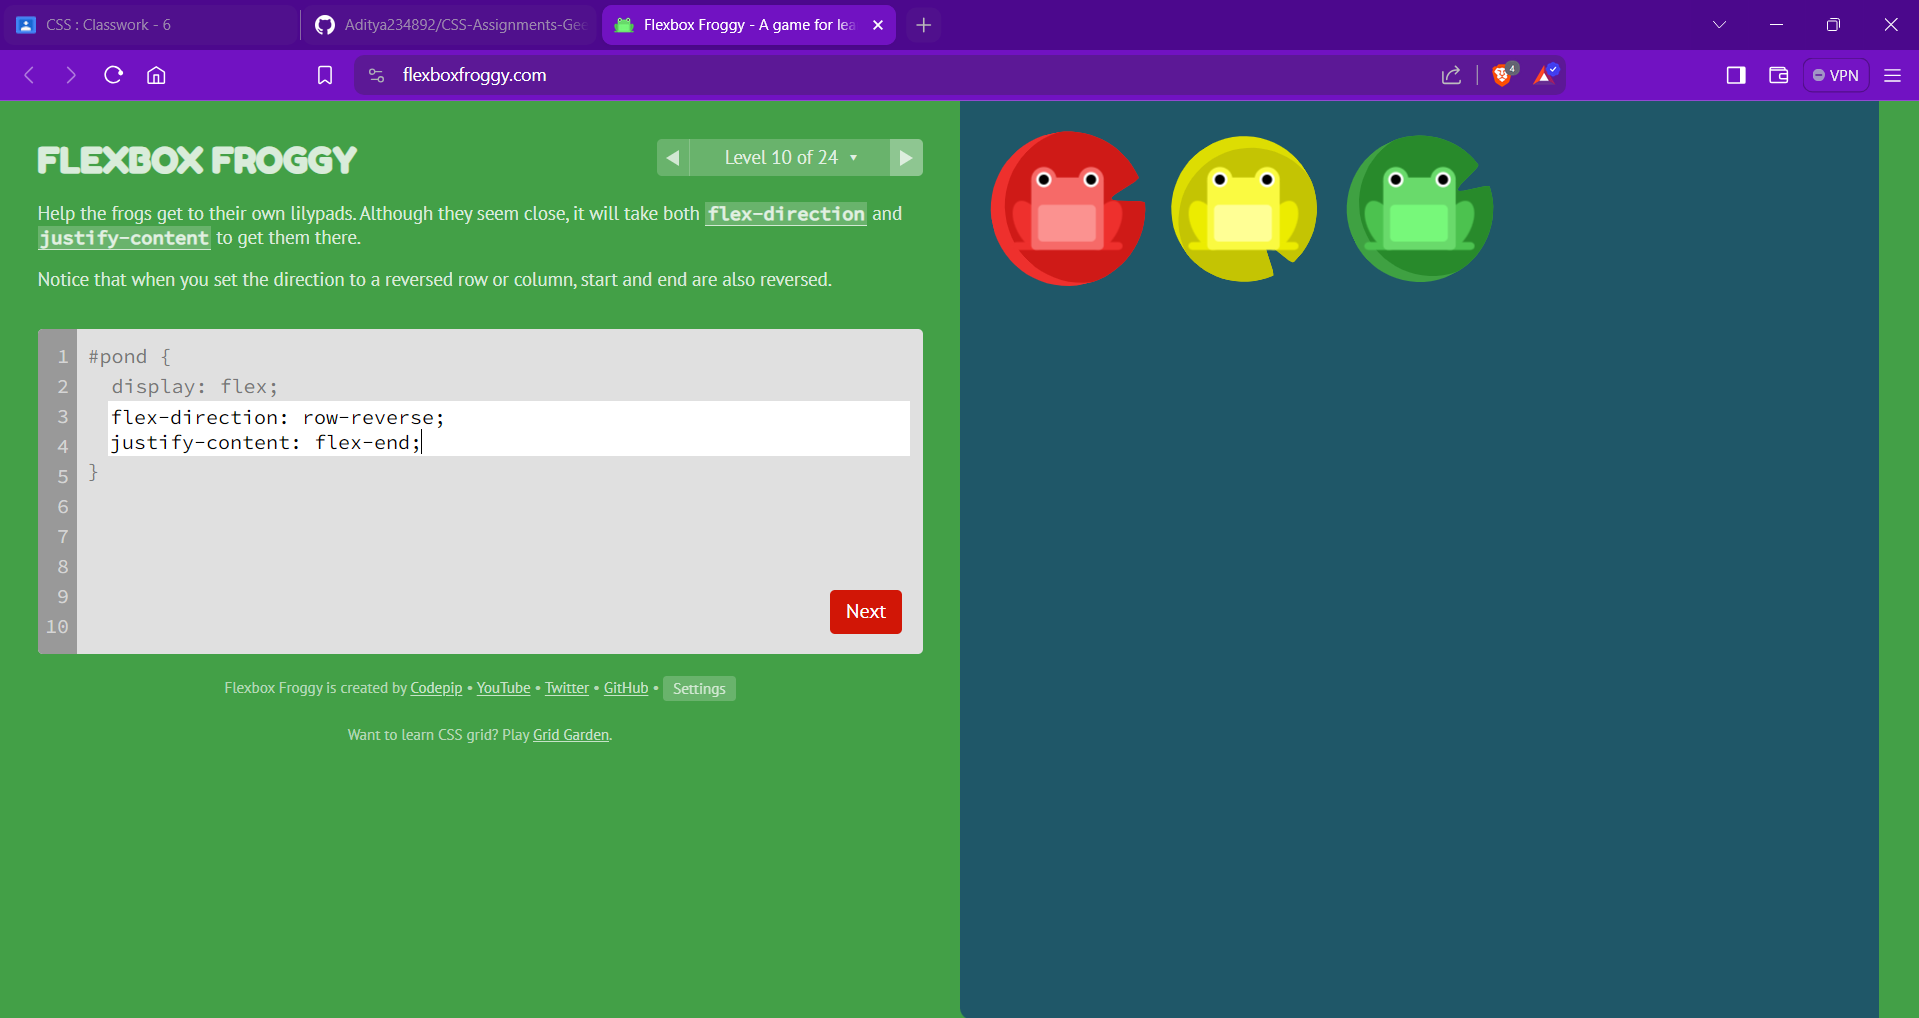 CSS : Classwork - 6
Aditya234892/CSS-Assignments-Gee
Flexbox Froggy - A game for lea
flexboxfroggy.com
4
VPN
FLEXBOX FROGGY
Level 10 of 24
Help the frogs get to their own lilypads. Although they seem close, it will take both flex-direction and
justify-content to get them there.
Notice that when you set the direction to a reversed row or column, start and end are also reversed.
1 #pond {
2 display: flex;
3 flex-direction: row-reverse;
4 justify-content: flex-end;
5 }
6
7
8
9
10
Next
Flexbox Froggy is created by Codepip • YouTube • Twitter • GitHub • Settings
Want to learn CSS grid? Play Grid Garden.